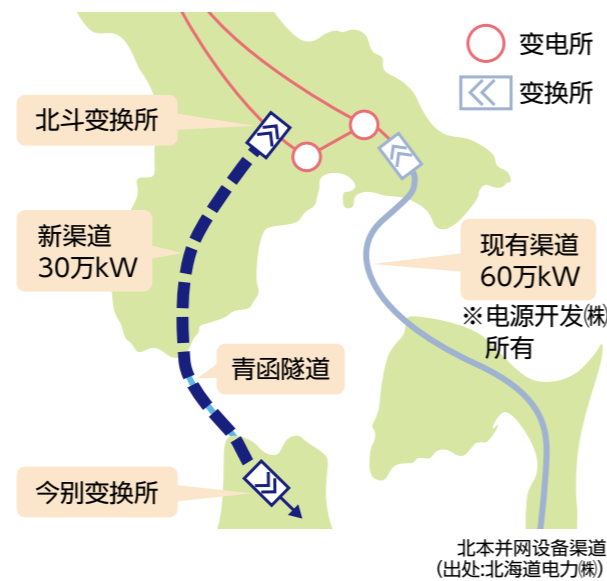 变电所
变换所
北斗变换所
新渠道
30万kW
现有渠道
60万kW
※电源开发㈱
所有
青函隧道
今别变换所
北本并网设备渠道
(出处:北海道电力㈱)